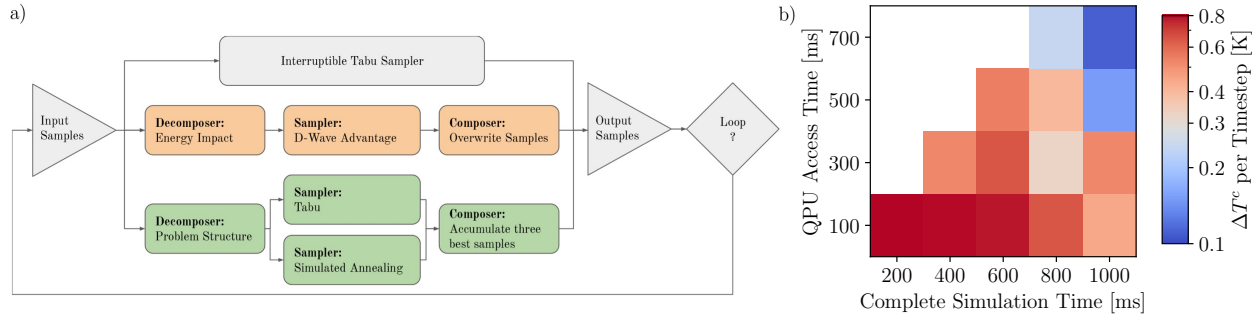 a)
Interruptible Tabu Sampler
Input
Samples
Decomposer:
Energy Impact
Sampler:
D-Wave Advantage
Composer:
Overwrite Samples
Output
Samples
Loop
?
Decomposer:
Problem Structure
Sampler:
Tabu
Sampler:
Simulated Annealing
Composer:
Accumulate three
best samples
b)
QPU Access Time [ms]
700
500
300
100
200 400 600 800 1000
Complete Simulation Time [ms]
0.8
0.6
0.4
0.3
0.2
0.1
ΔTᶜ per Timestep [K]